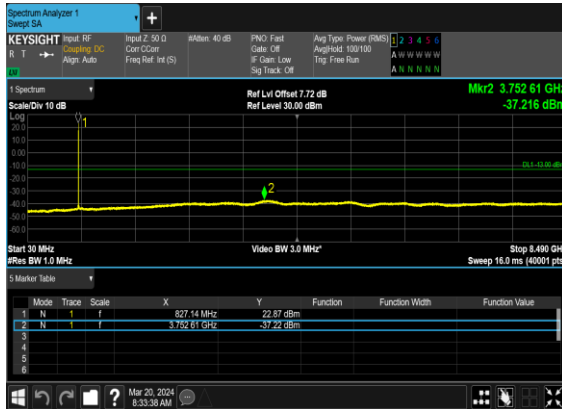 Spectrum Analyzer 1
Swept SA
+
KEYSIGHT Input: RF Input Z: 50 Ω #Atten: 40 dB PNO: Fast Avg Type: Power (RMS) 1 2 3 4 5 6
R T Coupling: DC Corr CCorr Gate: Off Avg|Hold: 100/100 A W W W W W
Align: Auto Freq Ref: Int (S) IF Gain: Low Trig: Free Run
LXI Sig Track: Off A N N N N N
1 Spectrum Ref Lvl Offset 7.72 dB Mkr2 3.752 61 GHz
Scale/Div 10 dB Ref Level 30.00 dBm -37.216 dBm
Log
20.0
10.0
0.00
-10.0
DL1 -13.00 dBm
-20.0
-30.0
-40.0
-50.0
-60.0
1
2
Start 30 MHz Video BW 3.0 MHz* Stop 8.490 GHz
#Res BW 1.0 MHz Sweep 16.0 ms (40001 pts)
5 Marker Table
Mode Trace Scale X Y Function Function Width Function Value
1 N 1 f 827.14 MHz 22.87 dBm
2 N 1 f 3.752 61 GHz -37.22 dBm
3
4
5
6
? Mar 20, 2024
8:33:38 AM